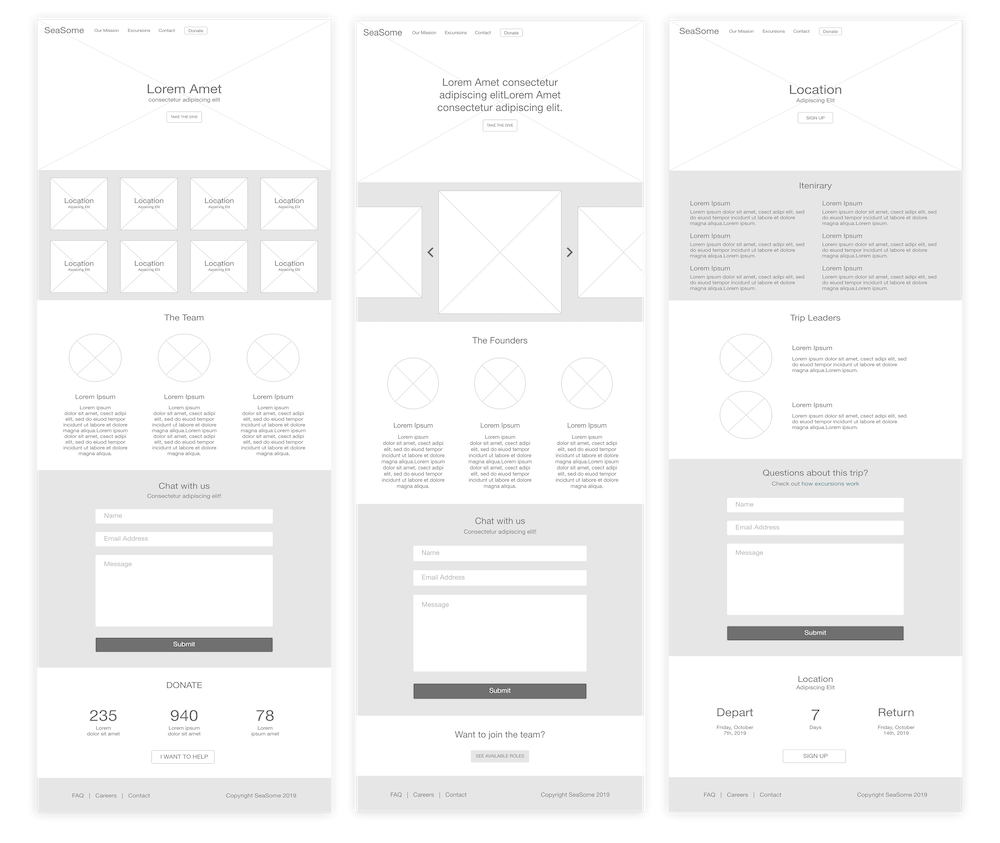 SeaSome Our Mission Excursions Contact Donate
Lorem Amet
consectetur adipiscing elit
TAKE THE DIVE
Location Location Location Location
Adipiscing Elit Adipiscing Elit Adipiscing Elit Adipiscing Elit
Location Location Location Location
Adipiscing Elit Adipiscing Elit Adipiscing Elit Adipiscing Elit
The Team
Lorem Ipsum Lorem Ipsum Lorem Ipsum
Lorem ipsum Lorem ipsum Lorem ipsum
dolor sit amet, csect adipi dolor sit amet, csect adipi dolor sit amet, csect adipi
elit, sed do eiuod tempor elit, sed do eiuod tempor elit, sed do eiuod tempor
incidunt ut labore et dolore incidunt ut labore et dolore incidunt ut labore et dolore
magna aliqua.Lorem ipsum magna aliqua.Lorem ipsum magna aliqua.Lorem ipsum
dolor sit amet, csect adipi dolor sit amet, csect adipi dolor sit amet, csect adipi
elit, sed do eiuod tempor elit, sed do eiuod tempor elit, sed do eiuod tempor
incidunt ut labore et dolore incidunt ut labore et dolore incidunt ut labore et dolore
magna aliqua. magna aliqua. magna aliqua.
Chat with us
Consectetur adipiscing elit!
Name
Email Address
Message
Submit
DONATE
235 940 78
Lorem Lorem ipsum Lorem
dolor sit amet dolor sit amet ipsum amet
I WANT TO HELP
FAQ | Careers | Contact Copyright SeaSome 2019
SeaSome Our Mission Excursions Contact Donate
Lorem Amet consectetur
adipiscing elitLorem Amet
consectetur adipiscing elit.
TAKE THE DIVE
The Founders
Lorem Ipsum Lorem Ipsum Lorem Ipsum
Lorem ipsum Lorem ipsum Lorem ipsum
dolor sit amet, csect adipi dolor sit amet, csect adipi dolor sit amet, csect adipi
elit, sed do eiuod tempor elit, sed do eiuod tempor elit, sed do eiuod tempor
incidunt ut labore et dolore incidunt ut labore et dolore incidunt ut labore et dolore
magna aliqua.Lorem ipsum magna aliqua.Lorem ipsum magna aliqua.Lorem ipsum
dolor sit amet, csect adipi dolor sit amet, csect adipi dolor sit amet, csect adipi
elit, sed do eiuod tempor elit, sed do eiuod tempor elit, sed do eiuod tempor
incidunt ut labore et dolore incidunt ut labore et dolore incidunt ut labore et dolore
magna aliqua. magna aliqua. magna aliqua.
Chat with us
Consectetur adipiscing elit!
Name
Email Address
Message
Submit
Want to join the team?
SEE AVAILABLE ROLES
FAQ | Careers | Contact Copyright SeaSome 2019
SeaSome Our Mission Excursions Contact Donate
Location
Adipiscing Elit
SIGN UP
Itenirary
Lorem Ipsum Lorem Ipsum
Lorem ipsum dolor sit amet, csect adipi elit, sed Lorem ipsum dolor sit amet, csect adipi elit, sed
do eiuod tempor incidunt ut labore et dolore do eiuod tempor incidunt ut labore et dolore
magna aliqua.Lorem ipsum. magna aliqua.Lorem ipsum.
Lorem Ipsum Lorem Ipsum
Lorem ipsum dolor sit amet, csect adipi elit, sed Lorem ipsum dolor sit amet, csect adipi elit, sed
do eiuod tempor incidunt ut labore et dolore do eiuod tempor incidunt ut labore et dolore
magna aliqua.Lorem ipsum. magna aliqua.Lorem ipsum.
Lorem Ipsum Lorem Ipsum
Lorem ipsum dolor sit amet, csect adipi elit, sed Lorem ipsum dolor sit amet, csect adipi elit, sed
do eiuod tempor incidunt ut labore et dolore do eiuod tempor incidunt ut labore et dolore
magna aliqua.Lorem ipsum. magna aliqua.Lorem ipsum.
Trip Leaders
Lorem Ipsum
Lorem ipsum dolor sit amet, csect adipi elit, sed
do eiuod tempor incidunt ut labore et dolore
magna aliqua.Lorem ipsum.
Lorem Ipsum
Lorem ipsum dolor sit amet, csect adipi elit, sed
do eiuod tempor incidunt ut labore et dolore
magna aliqua.Lorem ipsum.
Questions about this trip?
Check out how excursions work
Name
Email Address
Message
Submit
Location
Adipiscing Elit
Depart 7 Return
Friday, October Days Friday, October
7th, 2019 14th, 2019
SIGN UP
FAQ | Careers | Contact Copyright SeaSome 2019